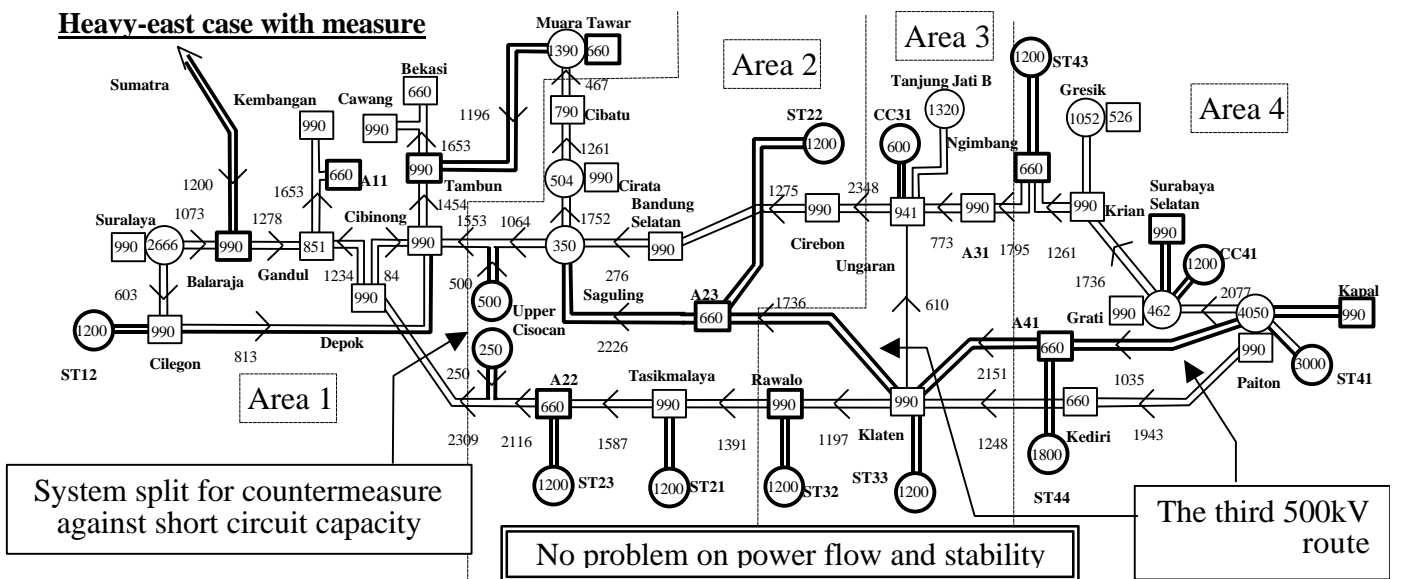 Heavy-east case with measure
Muara Tawar
1390
660
Area 2
Area 3
1200
ST43
Sumatra
Bekasi
660
467
Tanjung Jati B
Gresik
Area 4
Kembangan
Cawang
1196
790
Cibatu
ST22
CC31
1320
1052
526
990
990
1653
1200
600
Ngimbang
1261
660
A11
990
Tambun
504
990
Cirata
660
Surabaya
Selatan
1200
1653
1454
1275
2348
Suralaya
1073
1278
Cibinong
1553
1064
1752
Bandung
Selatan
990
941
990
990
Krian
990
CC41
990
2666
990
851
990
350
990
Cirebon
773
A31
1795
1261
1200
Gandul
1234
84
276
Ungaran
1736
2077
Kapal
603
Balaraja
990
500
500
Upper
Cisocan
Saguling
A23
1736
610
990
462
4050
990
1200
990
660
A41
Grati
Cilegon
Depok
250
2226
660
990
3000
ST41
ST12
813
250
A22
Tasikmalaya
Rawalo
2151
1035
Paiton
Area 1
660
990
990
990
660
2309
2116
1587
1391
1197
Klaten
1248
Kediri
1943
System split for countermeasure
against short circuit capacity
1200
ST23
1200
ST21
1200
ST32
ST33
1200
1800
ST44
The third 500kV
route
No problem on power flow and stability